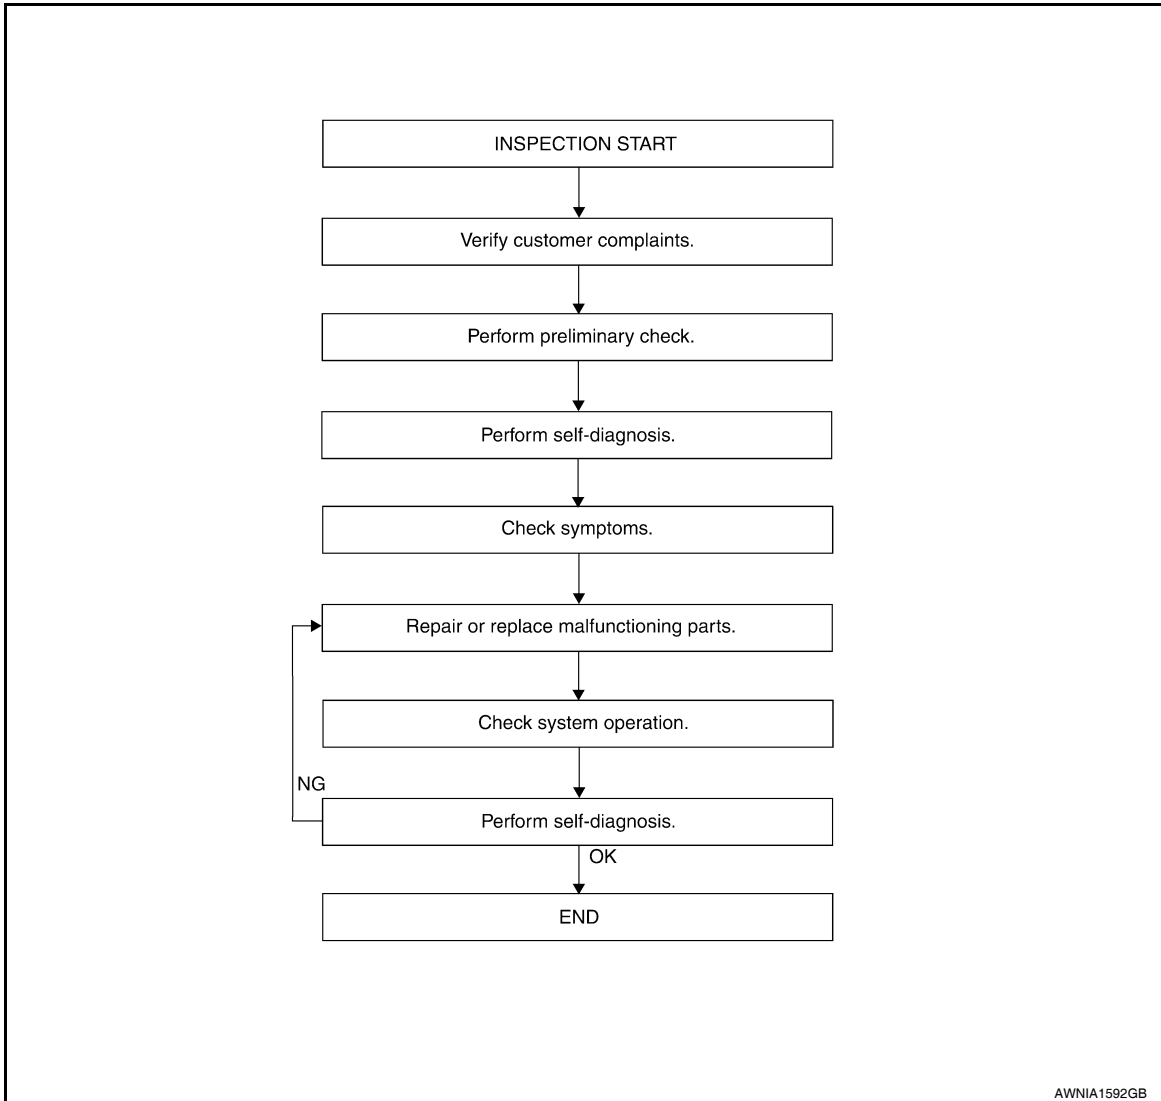 INSPECTION START
Verify customer complaints.
Perform preliminary check.
Perform self-diagnosis.
Check symptoms.
Repair or replace malfunctioning parts.
Check system operation.
NG
Perform self-diagnosis.
OK
END
AWNIA1592GB